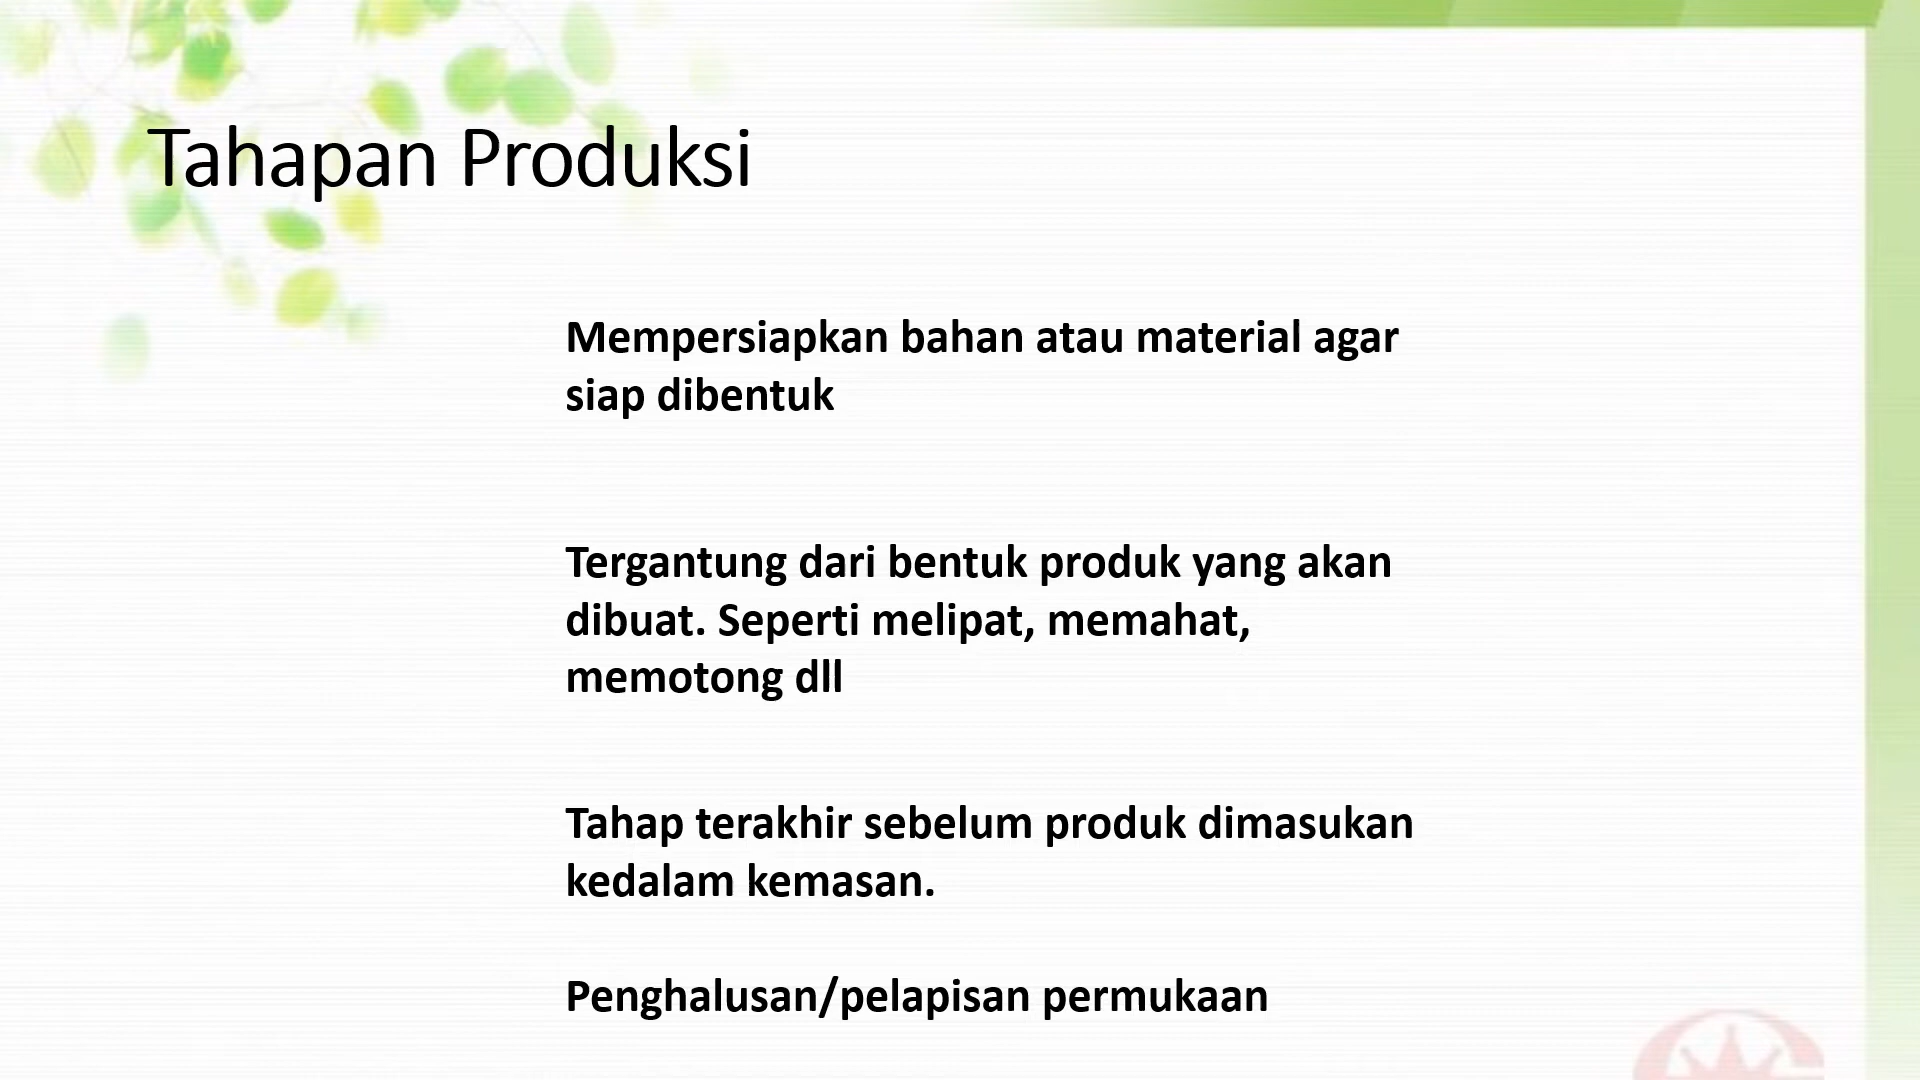 Tahapan Produksi
Mempersiapkan bahan atau material agar
siap dibentuk
Tergantung dari bentuk produk yang akan
dibuat. Seperti melipat, memahat,
memotong dll
Tahap terakhir sebelum produk dimasukan
kedalam kemasan.
Penghalusan/pelapisan permukaan